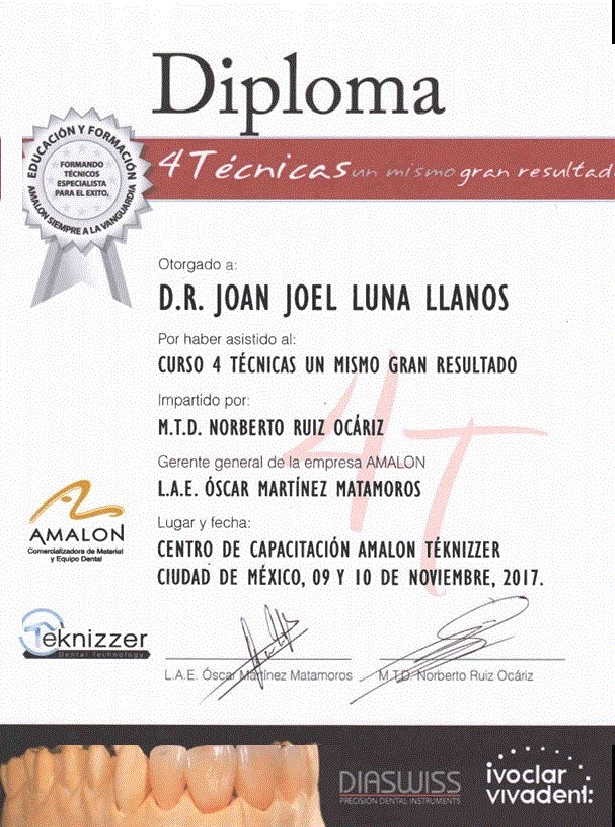 Diploma
EDUCACIÓN Y FORMACIÓN
FORMANDO
TÉCNICOS
ESPECIALISTA
PARA EL EXITO.
AMALON SIEMPRE A LA VANGUARDIA
4 Técnicas un mismo gran resultad
Otorgado a:
D.R. JOAN JOEL LUNA LLANOS
Por haber asistido al:
CURSO 4 TÉCNICAS UN MISMO GRAN RESULTADO
Impartido por:
M.T.D. NORBERTO RUIZ OCÁRIZ
Gerente general de la empresa AMALON
L.A.E. ÓSCAR MARTÍNEZ MATAMOROS
Lugar y fecha:
CENTRO DE CAPACITACIÓN AMALON TÉKNIZZER
CIUDAD DE MÉXICO, 09 Y 10 DE NOVIEMBRE, 2017.
4T
AMALON
Comercializadora de Material
y Equipo Dental
Teknizzer
Dental Technology
L.A.E. Óscar Martínez Matamoros
M.T.D. Norberto Ruiz Ocáriz
DIASWISS
PRECISION DENTAL INSTRUMENTS
ivoclar
vivadent: